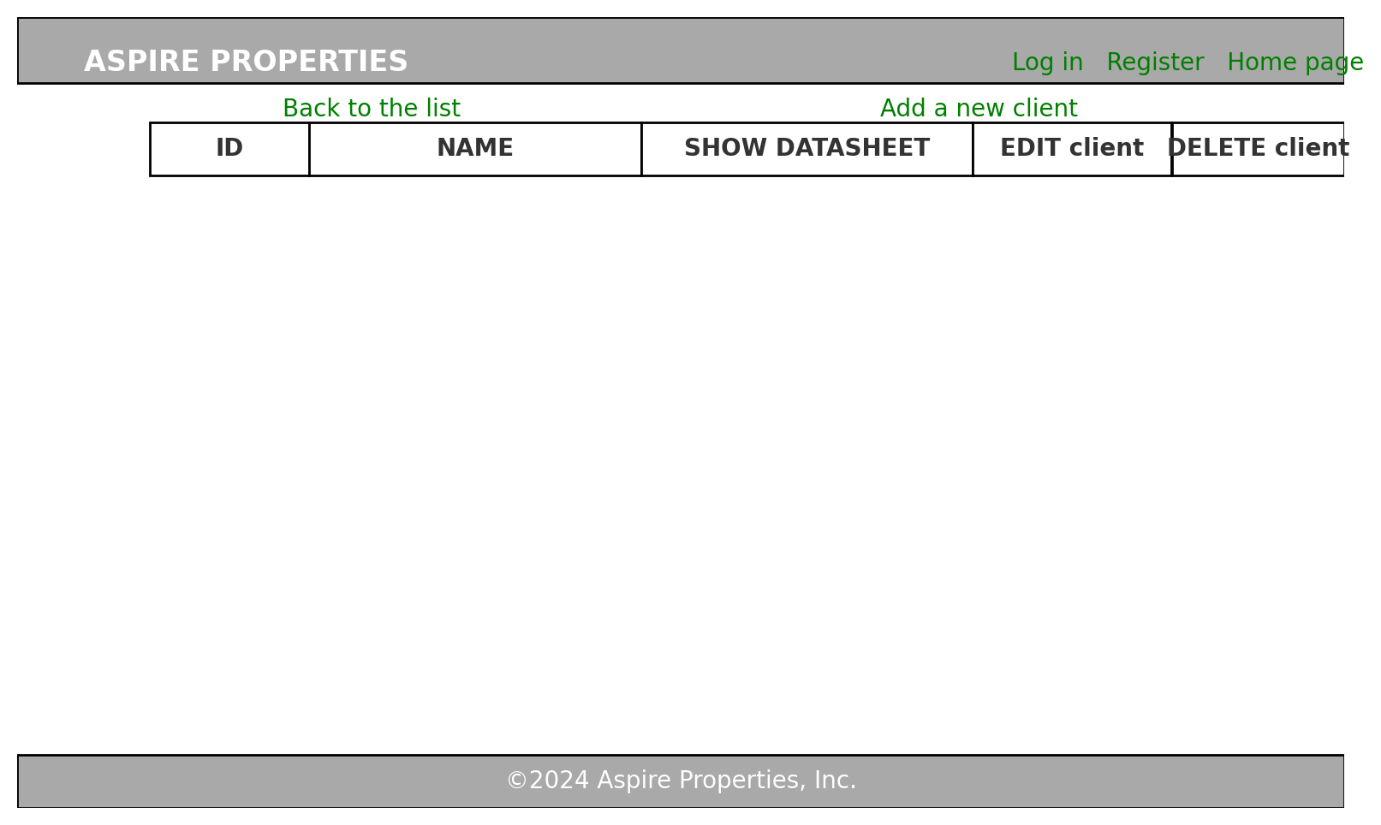 ASPIRE PROPERTIES Log in Register Home page
Back to the list Add a new client
ID NAME SHOW DATASHEET EDIT client DELETE client
©2024 Aspire Properties, Inc.